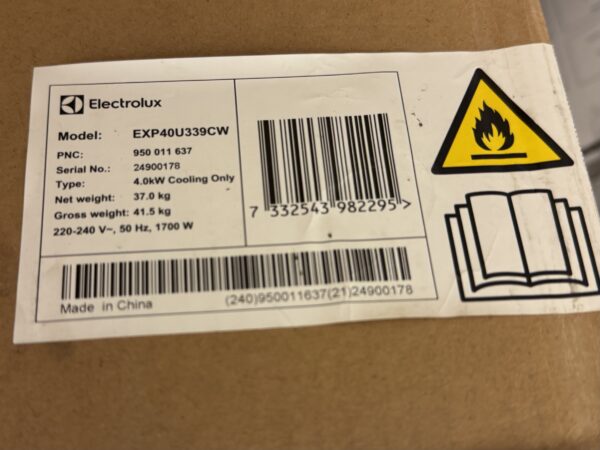 Electrolux
Model: EXP40U339CW
PNC: 950 011 637
Serial No.: 24900178
Type: 4.0kW Cooling Only
Net weight: 37.0 kg
Gross weight: 41.5 kg
220-240 V~, 50 Hz, 1700 W
7 332543 982295 >
Made in China
(240)950011637(21)24900178